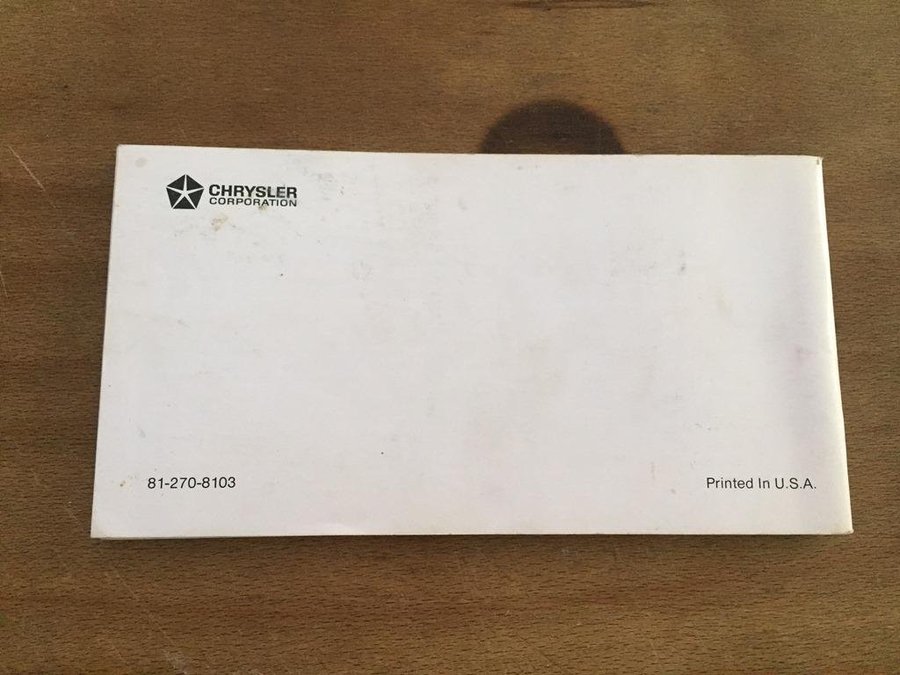 CHRYSLER
CORPORATION
81-270-8103
Printed In U.S.A.